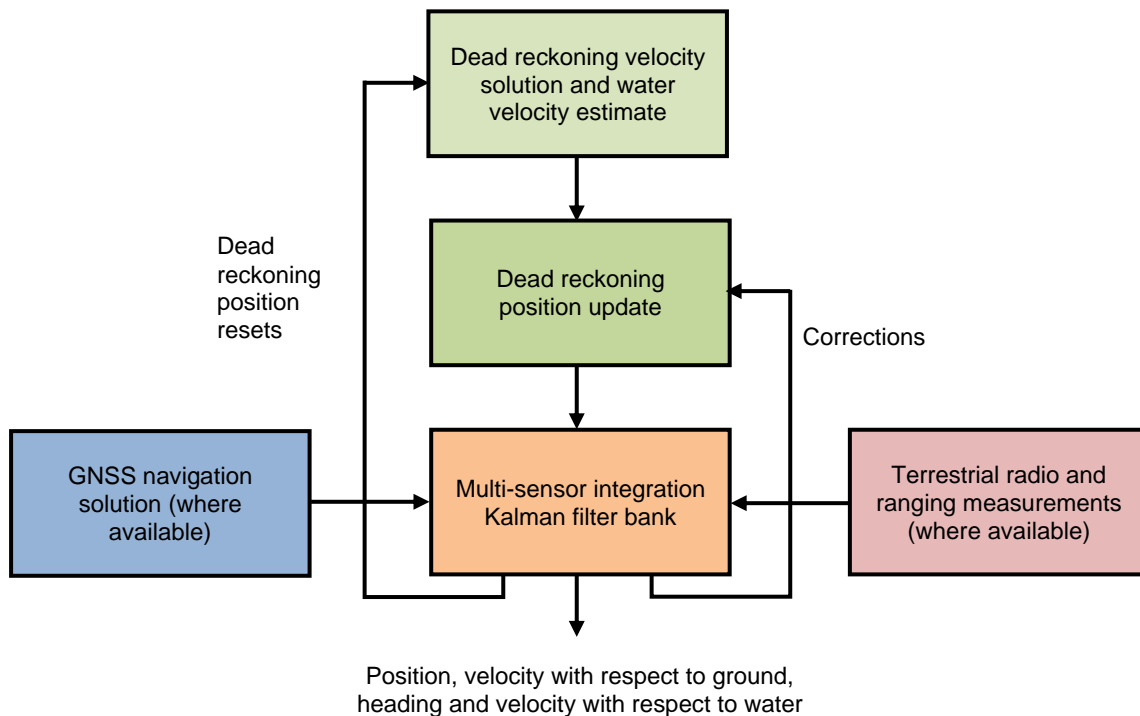 Dead reckoning velocity
solution and water
velocity estimate
Dead
reckoning
position
resets
Dead reckoning
position update
Corrections
GNSS navigation
solution (where
available)
Multi-sensor integration
Kalman filter bank
Terrestrial radio and
ranging measurements
(where available)
Position, velocity with respect to ground,
heading and velocity with respect to water